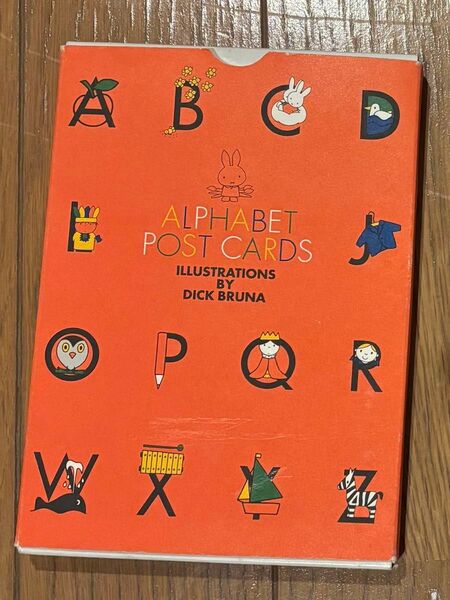 A B C D
ALPHABET
I J
POST CARDS
ILLUSTRATIONS
BY
DICK BRUNA
O P Q R
W X Y Z